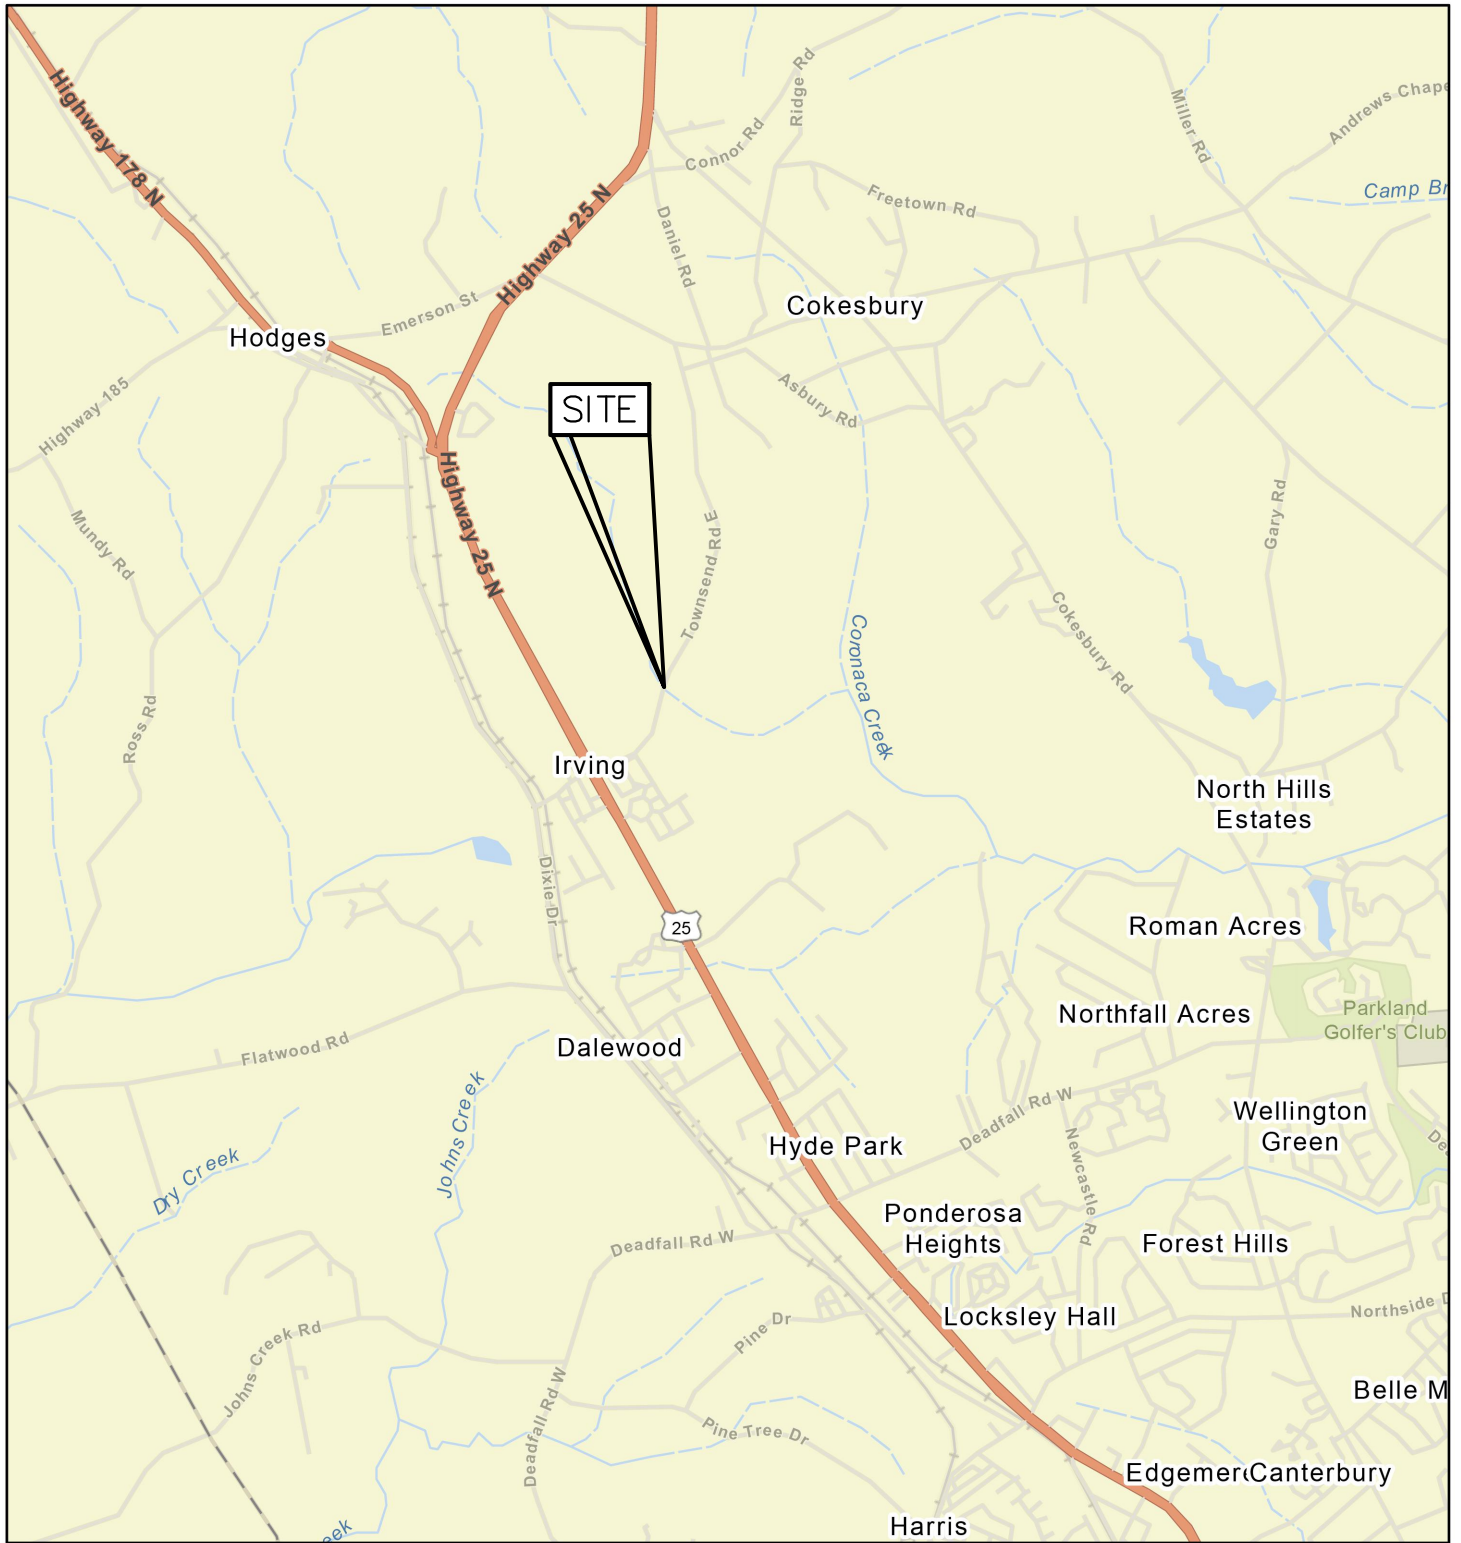 Highway 178 N
Ridge Rd
Connor Rd
Miller Rd
Andrews Chape
Camp Br
Highway 25 N
Daniel Rd
Freetown Rd
Emerson St
Cokesbury
Hodges
Highway 185
SITE
Asbury Rd
Highway 25 N
Mundy Rd
Townsend Rd E
Gary Rd
Cokesbury Rd
Coronaca Creek
Ross Rd
Irving
North Hills
Estates
Dixie Dr
25
Roman Acres
Northfall Acres
Parkland
Golfer's Club
Flatwood Rd
Dalewood
Johns Creek
Deadfall Rd W
Wellington
Green
Hyde Park
Newcastle Rd
De
Dry Creek
Ponderosa
Heights
Forest Hills
Deadfall Rd W
Northside D
Locksley Hall
Pine Dr
Johns Creek Rd
Belle M
Deadfall Rd W
Pine Tree Dr
Edgemer
Canterbury
Harris
eek